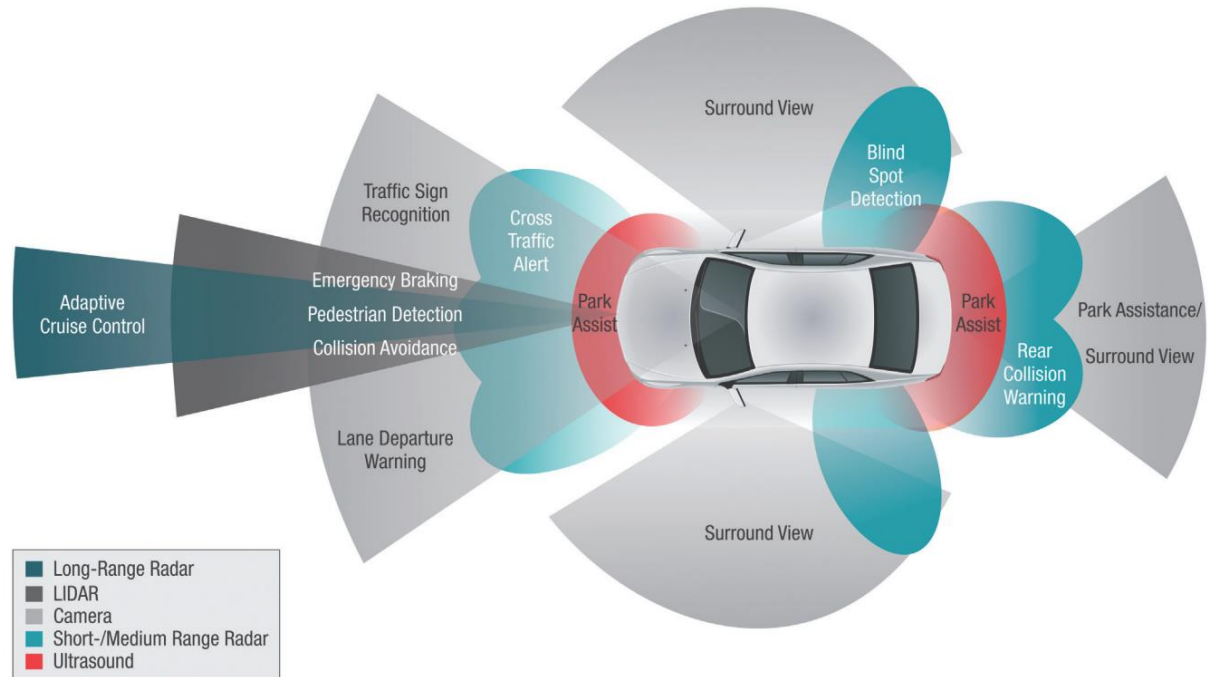 Surround View
Blind
Spot
Detection
Traffic Sign
Recognition
Cross
Traffic
Alert
Adaptive
Cruise Control
Emergency Braking
Pedestrian Detection
Collision Avoidance
Park
Assist
Park
Assist
Park Assistance/
Surround View
Rear
Collision
Warning
Lane Departure
Warning
Surround View
Long-Range Radar
LIDAR
Camera
Short-/Medium Range Radar
Ultrasound